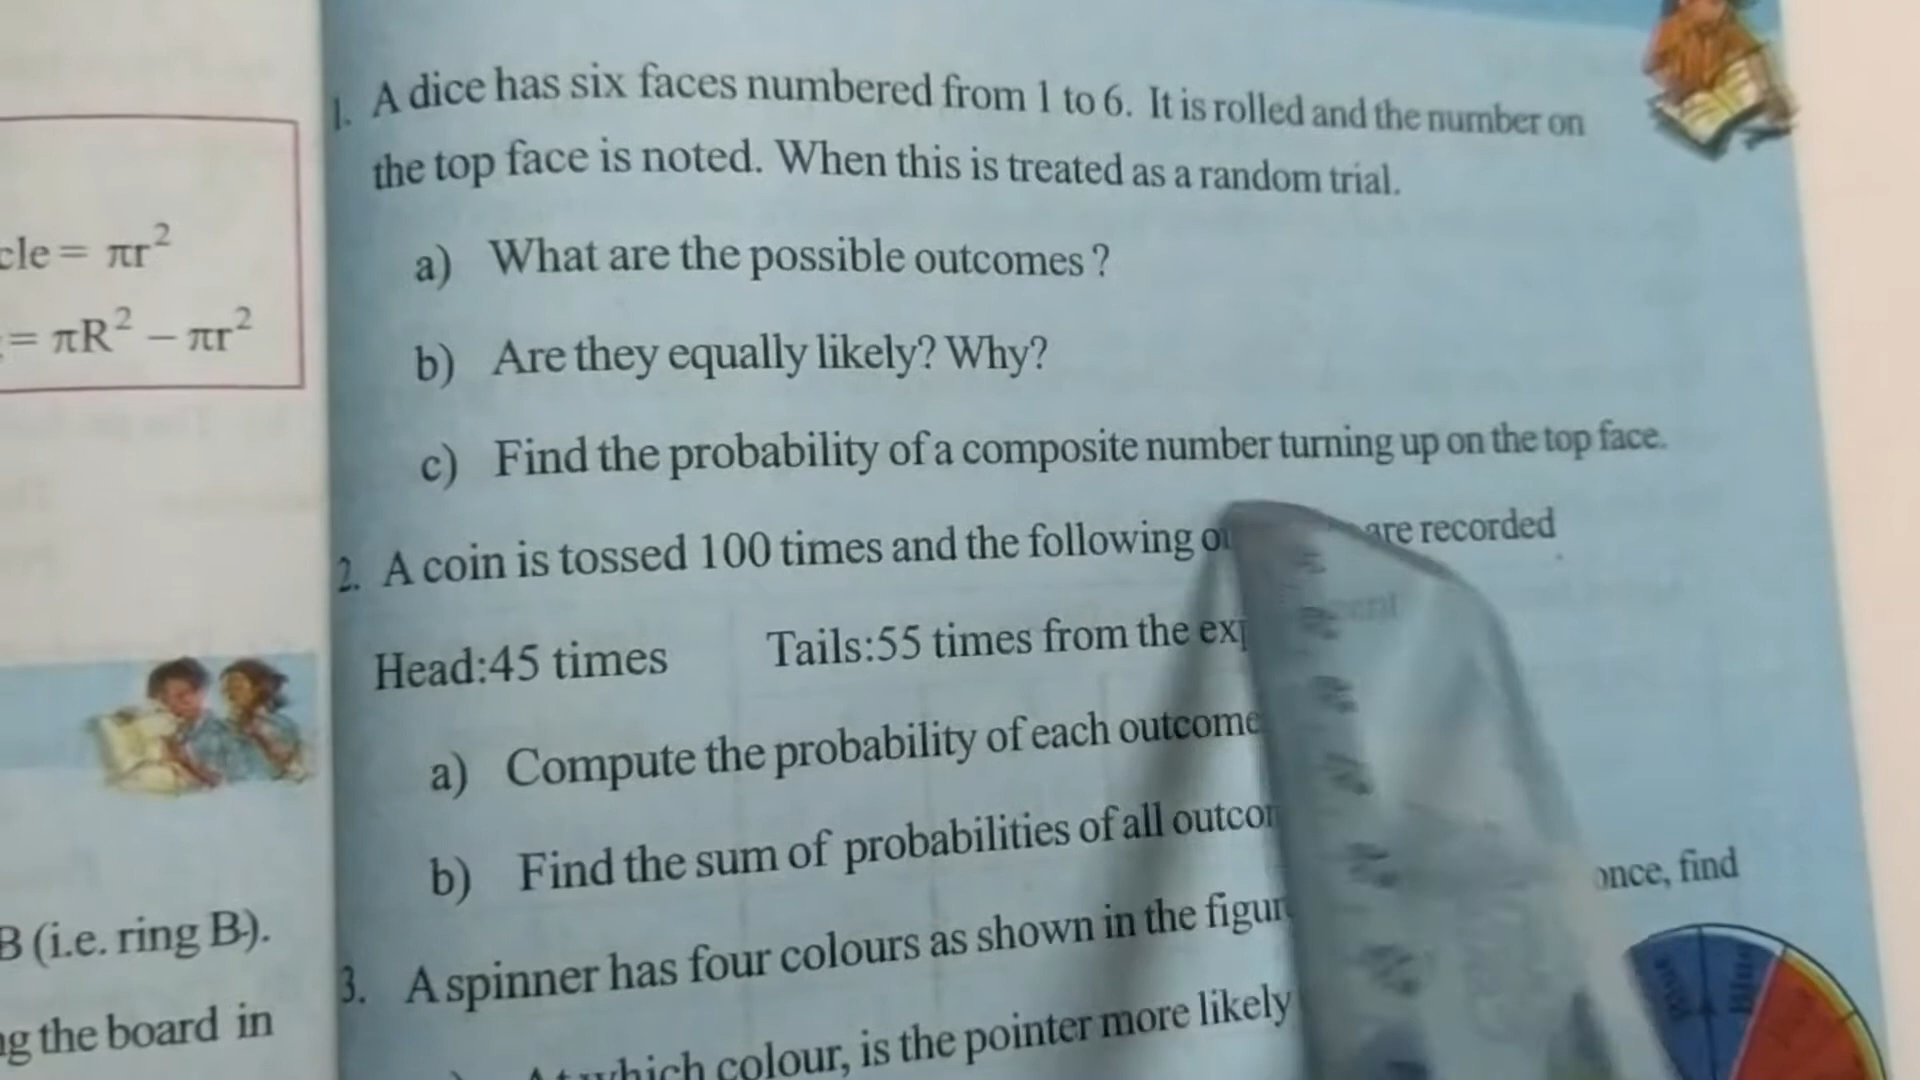 cle = πr²
= πR² – πr²
B (i.e. ring B).
g the board in
1. A dice has six faces numbered from 1 to 6. It is rolled and the number on
the top face is noted. When this is treated as a random trial.
a) What are the possible outcomes ?
b) Are they equally likely? Why?
c) Find the probability of a composite number turning up on the top face.
2. A coin is tossed 100 times and the following are recorded
Head:45 times Tails:55 times from the
a) Compute the probability of each outcome
b) Find the sum of probabilities of all
3. A spinner has four colours as shown in the once, find
which colour, is the pointer more likely
Blue